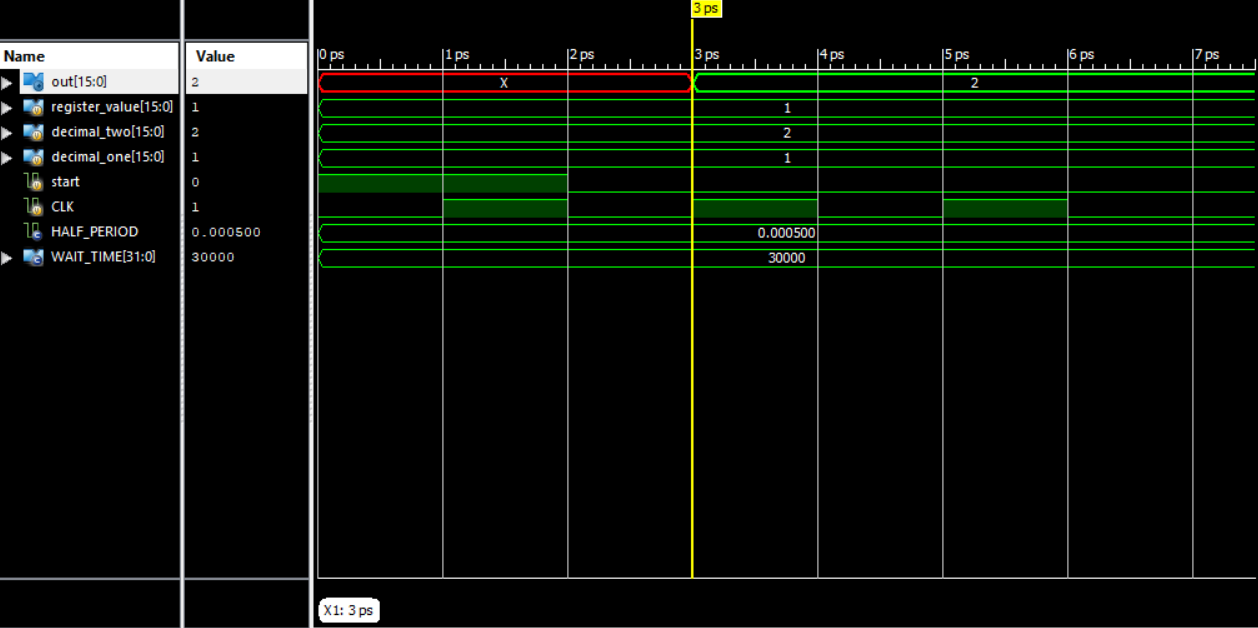 3 ps
Name Value 0 ps 1 ps 2 ps 3 ps 4 ps 5 ps 6 ps 7 ps
out[15:0] 2 X 2
register_value[15:0] 1 1
decimal_two[15:0] 2 2
decimal_one[15:0] 1 1
start 0
CLK 1
HALF_PERIOD 0.000500 0.000500
WAIT_TIME[31:0] 30000 30000
X1: 3 ps